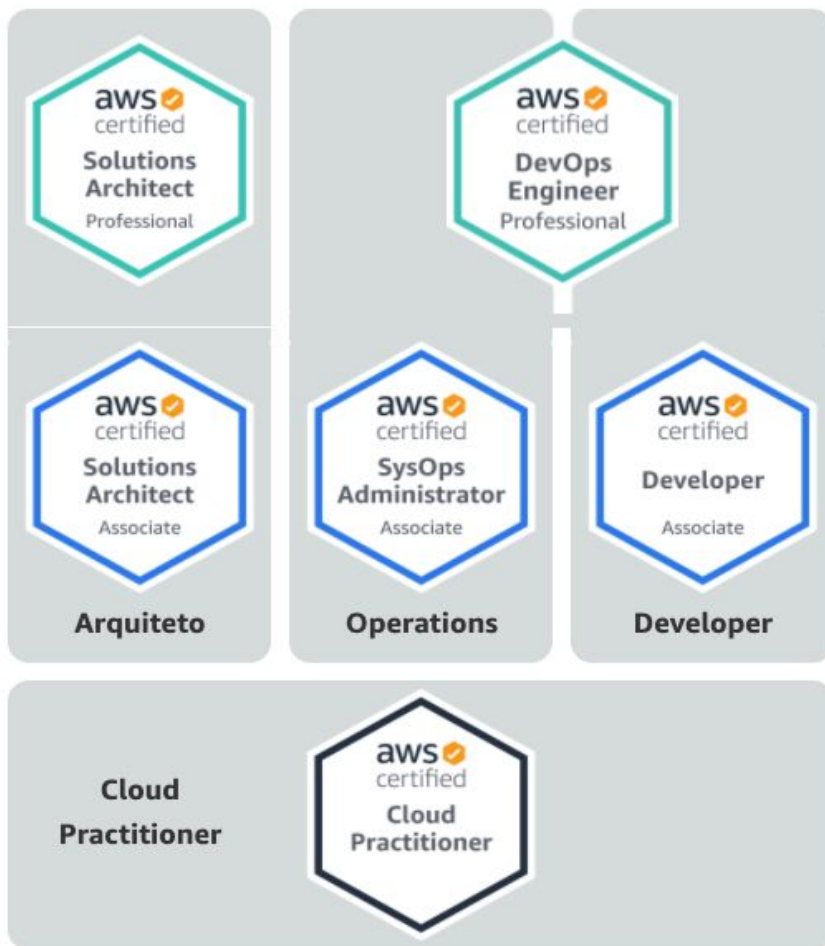 aws
certified
Solutions
Architect
Professional
aws
certified
DevOps
Engineer
Professional
aws
certified
Solutions
Architect
Associate
Arquiteto
aws
certified
SysOps
Administrator
Associate
Operations
aws
certified
Developer
Associate
Developer
Cloud
Practitioner
aws
certified
Cloud
Practitioner